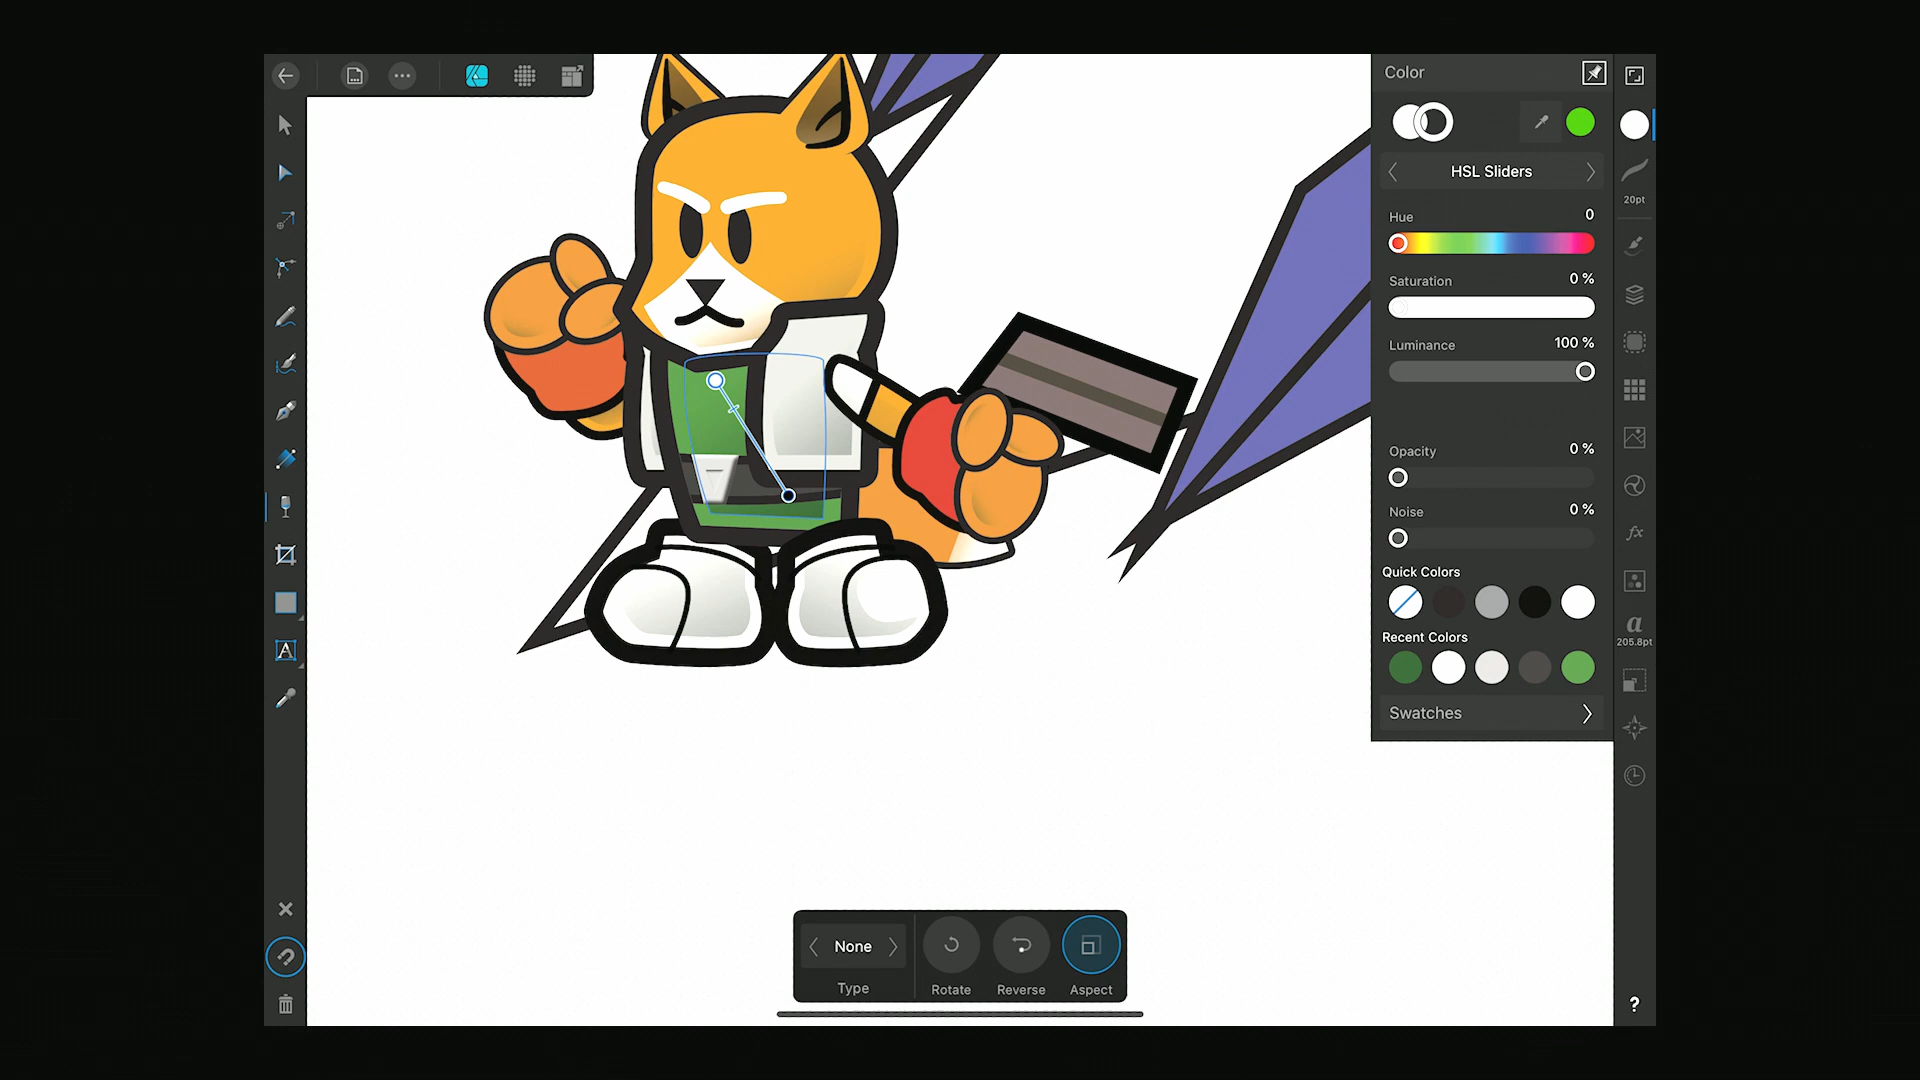 Color
HSL Sliders
20pt
Hue 0
Saturation 0 %
Luminance 100 %
Opacity 0 %
Noise 0 %
Quick Colors
Recent Colors
a
205.8pt
Swatches
A
fx
None
Type
Rotate
Reverse
Aspect
?